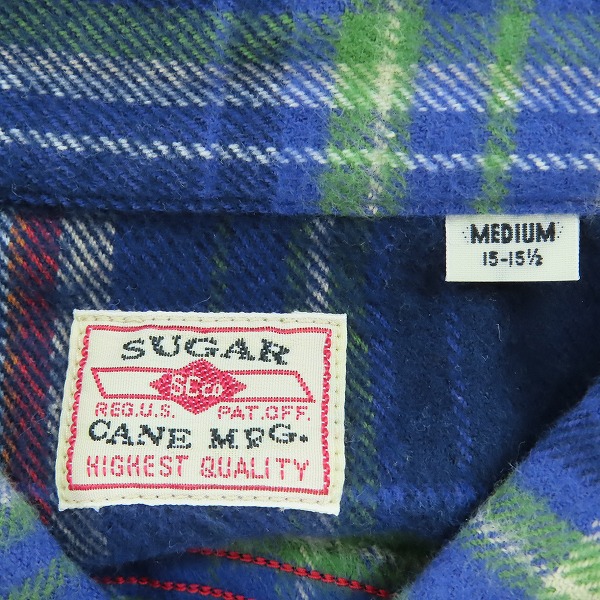 MEDIUM
15-15½
SUGAR
SCCo
REG.U.S. PAT.OFF.
CANE MFG.
HIGHEST QUALITY